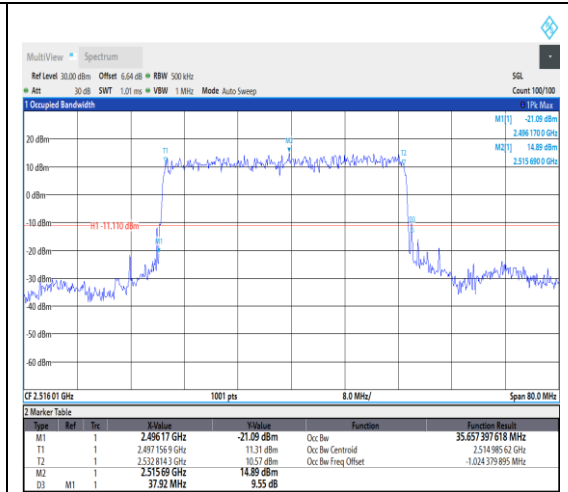 MultiView Spectrum
Ref Level 30.00 dBm Offset 6.64 dB RBW 500 kHz SGL
Att 30 dB SWT 1.01 ms VBW 1 MHz Mode Auto Sweep Count 100/100
1 Occupied Bandwidth 1Pk Max
M1[1] -21.09 dBm
2.496 170 0 GHz
M2[1] 14.89 dBm
2.515 690 0 GHz
20 dBm
T1
M2
T2
10 dBm
0 dBm
-10 dBm
H1 -11.110 dBm
D3
M1
-20 dBm
-30 dBm
-40 dBm
-50 dBm
-60 dBm
CF 2.516 01 GHz 1001 pts 8.0 MHz/ Span 80.0 MHz
2 Marker Table
Type Ref Trc X-Value Y-Value Function Function Result
M1 1 2.496 17 GHz -21.09 dBm Occ Bw 35.657 397 618 MHz
T1 1 2.497 156 9 GHz 11.31 dBm Occ Bw Centroid 2.514 985 62 GHz
T2 1 2.532 814 3 GHz 10.57 dBm Occ Bw Freq Offset -1.024 379 895 MHz
M2 1 2.515 69 GHz 14.89 dBm
D3 M1 1 37.92 MHz 9.55 dB